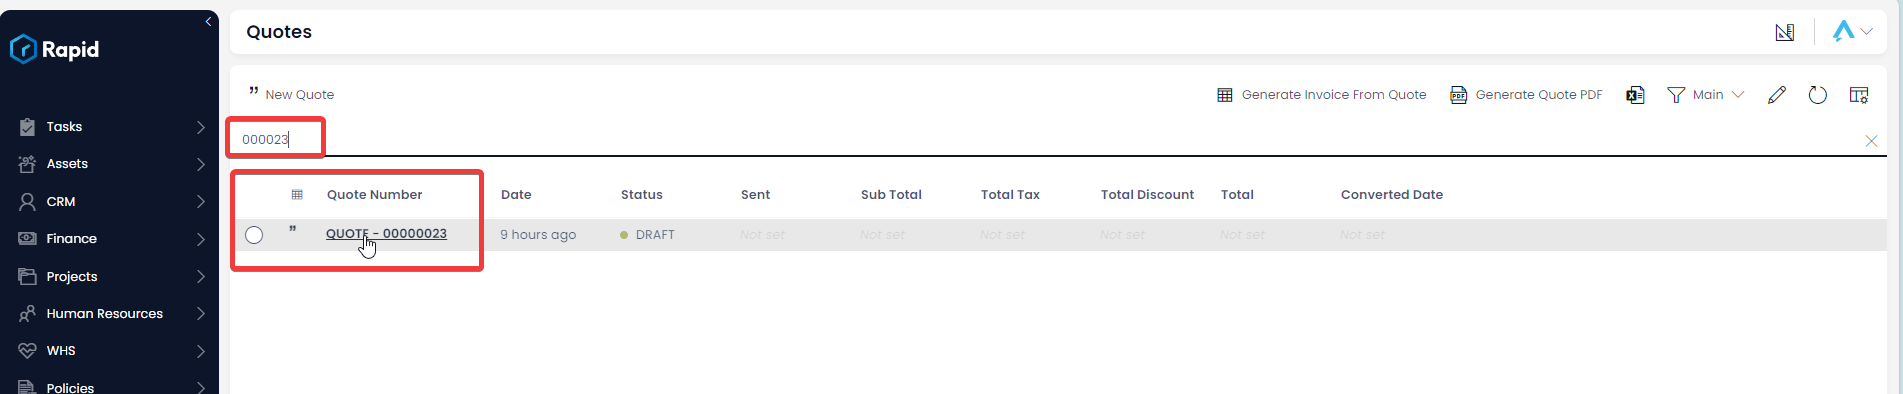 Rapid
Tasks
Assets
CRM
Finance
Projects
Human Resources
WHS
Policies
Quotes
New Quote
Generate Invoice From Quote
PDF
Generate Quote PDF
Main
000023
Quote Number Date Status Sent Sub Total Total Tax Total Discount Total Converted Date
QUOTE - 00000023 9 hours ago DRAFT Not set Not set Not set Not set Not set Not set